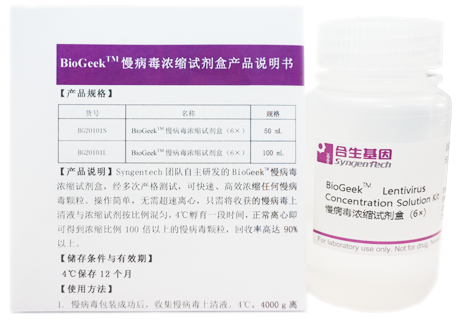 BioGeek™慢病毒浓缩试剂盒产品说明书
【产品规格】
货号 名称 规格
BG20101S BioGeek™慢病毒浓缩试剂盒（6×） 50 mL
BG20101L BioGeek™慢病毒浓缩试剂盒（6×） 100 mL
【产品说明】Syngentech团队自主研发的BioGeek™慢病毒
浓缩试剂盒，经多次严格测试，可快速、高效浓缩任何慢病
毒颗粒。操作简单，无需超速离心，只需将收获的慢病毒上
清液与浓缩试剂按比例混匀，4℃孵育一段时间，正常离心即
可得到浓缩比例100倍以上的慢病毒颗粒，回收率高达90%
以上。
【储存条件与有效期】
4℃保存12个月
【使用方法】
1. 慢病毒包装成功后，收集慢病毒上清液。4℃，4000 g离
合生基因
SyngenTech
BioGeek™ Lentivirus
Concentration Solution Kit
慢病毒浓缩试剂盒（6×）
For laboratory use only. Not for drug,